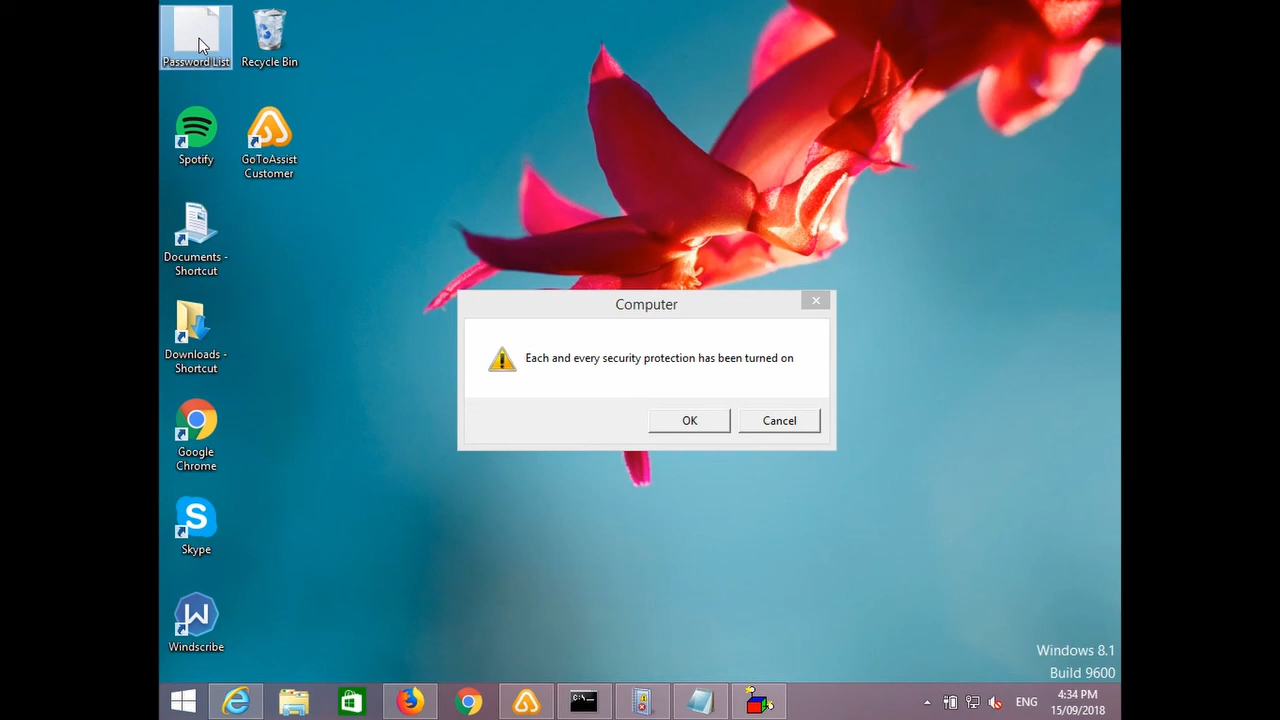 Password List
Recycle Bin
Spotify
GoToAssist
Customer
Documents -
Shortcut
Downloads -
Shortcut
Google
Chrome
Skype
Windscribe
Computer
Each and every security protection has been turned on
OK
Cancel
Windows 8.1
Build 9600
ENG
4:34 PM
15/09/2018